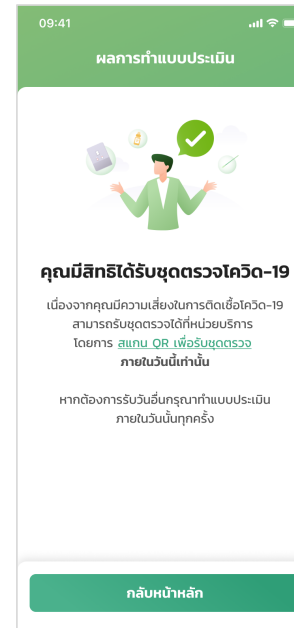 09:41
ผลการทำแบบประเมิน
คุณมีสิทธิได้รับชุดตรวจโควิด-19
เนื่องจากคุณมีความเสี่ยงในการติดเชื้อโควิด-19
สามารถรับชุดตรวจได้ที่หน่วยบริการ
โดยการ สแกน QR เพื่อรับชุดตรวจ
ภายในวันนี้เท่านั้น
หากต้องการรับวันอื่นกรุณาทำแบบประเมิน
ภายในวันนั้นทุกครั้ง
กลับหน้าหลัก